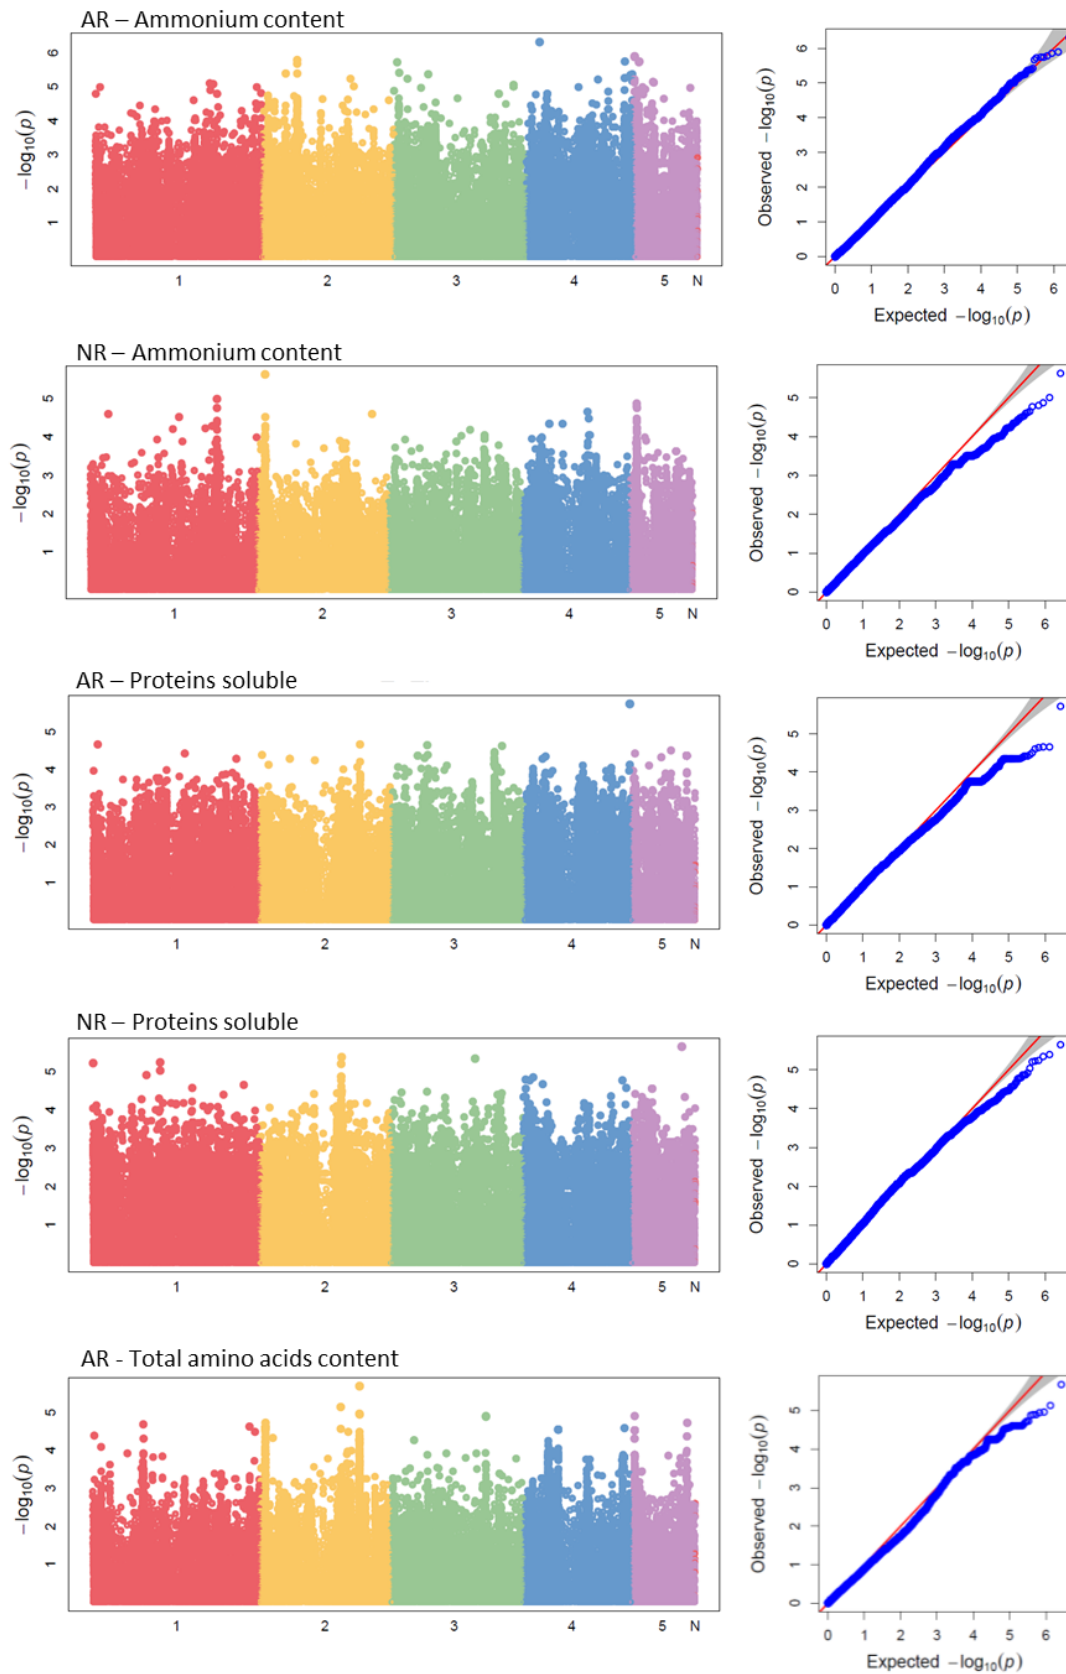 AR – Ammonium content
6
5
4
3
2
1
−log10(p)
1 2 3 4 5 N
6
5
4
3
2
1
0
Observed −log10(p)
0 1 2 3 4 5 6
Expected −log10(p)
NR – Ammonium content
5
4
3
2
1
−log10(p)
1 2 3 4 5 N
5
4
3
2
1
0
Observed −log10(p)
0 1 2 3 4 5 6
Expected −log10(p)
AR – Proteins soluble
5
4
3
2
1
−log10(p)
1 2 3 4 5 N
5
4
3
2
1
0
Observed −log10(p)
0 1 2 3 4 5 6
Expected −log10(p)
NR – Proteins soluble
5
4
3
2
1
−log10(p)
1 2 3 4 5 N
5
4
3
2
1
0
Observed −log10(p)
0 1 2 3 4 5 6
Expected −log10(p)
AR - Total amino acids content
5
4
3
2
1
−log10(p)
1 2 3 4 5 N
5
4
3
2
1
0
Observed −log10(p)
0 1 2 3 4 5 6
Expected −log10(p)